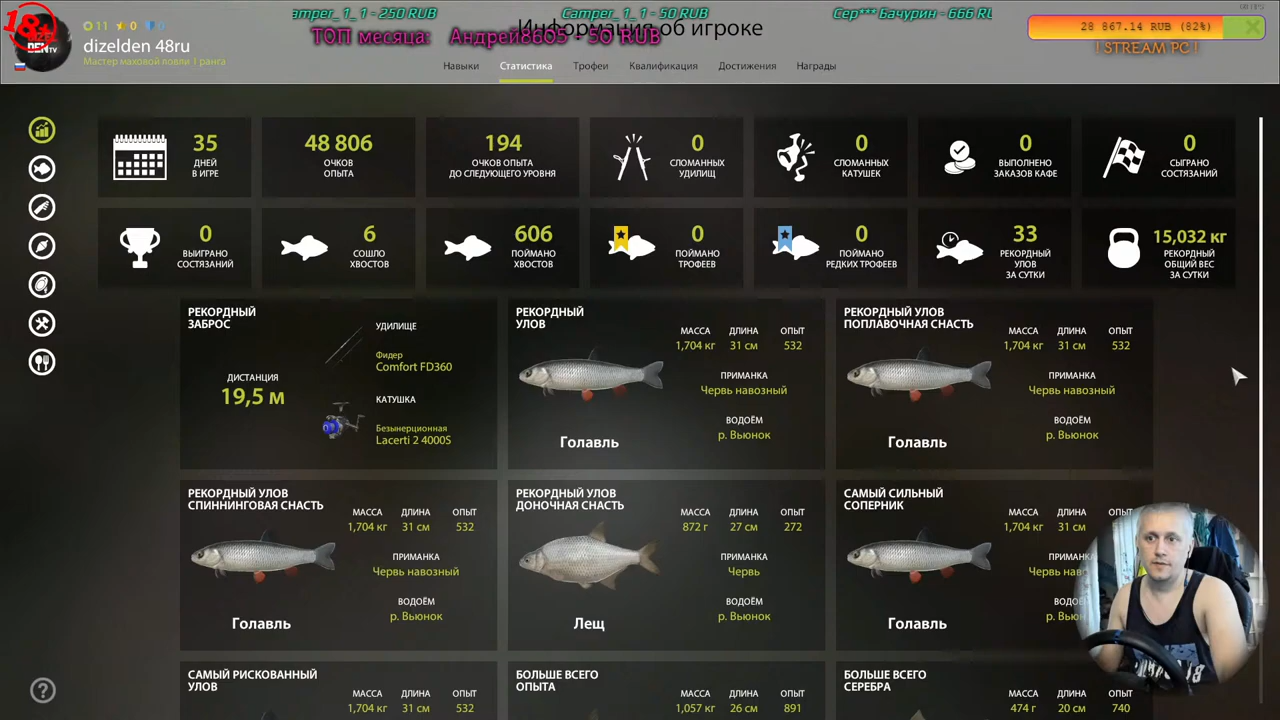 amper_1_1 - 250 RUB
Camper_1_1 - 50 RUB
Сер*** Бачурин - 666 RU
Информация об игроке
ТОП месяца: Андрей8605 - 50 RUB
28 867.14 RUB (82%)
! STREAM PC !
18+
DENTV
11 0 0
dizelden 48ru
Мастер маховой ловли 1 ранга
Навыки Статистика Трофеи Квалификация Достижения Награды
35
ДНЕЙ
В ИГРЕ
48 806
ОЧКОВ
ОПЫТА
194
ОЧКОВ ОПЫТА
ДО СЛЕДУЮЩЕГО УРОВНЯ
0
СЛОМАННЫХ
УДИЛИЩ
0
СЛОМАННЫХ
КАТУШЕК
0
ВЫПОЛНЕНО
ЗАКАЗОВ КАФЕ
0
СЫГРАНО
СОСТЯЗАНИЙ
0
ВЫИГРАНО
СОСТЯЗАНИЙ
6
СОШЛО
ХВОСТОВ
606
ПОЙМАНО
ХВОСТОВ
0
ПОЙМАНО
ТРОФЕЕВ
0
ПОЙМАНО
РЕДКИХ ТРОФЕЕВ
33
РЕКОРДНЫЙ
УЛОВ
ЗА СУТКИ
15,032 кг
РЕКОРДНЫЙ
ОБЩИЙ ВЕС
ЗА СУТКИ
РЕКОРДНЫЙ
ЗАБРОС
ДИСТАНЦИЯ
19,5 м
УДИЛИЩЕ
Фидер
Comfort FD360
КАТУШКА
Безынерционная
Lacerti 2 4000S
РЕКОРДНЫЙ
УЛОВ
МАССА ДЛИНА ОПЫТ
1,704 кг 31 см 532
ПРИМАНКА
Червь навозный
ВОДОЁМ
р. Вьюнок
Голавль
РЕКОРДНЫЙ УЛОВ
ПОПЛАВОЧНАЯ СНАСТЬ
МАССА ДЛИНА ОПЫТ
1,704 кг 31 см 532
ПРИМАНКА
Червь навозный
ВОДОЁМ
р. Вьюнок
Голавль
РЕКОРДНЫЙ УЛОВ
СПИННИНГОВАЯ СНАСТЬ
МАССА ДЛИНА ОПЫТ
1,704 кг 31 см 532
ПРИМАНКА
Червь навозный
ВОДОЁМ
р. Вьюнок
Голавль
РЕКОРДНЫЙ УЛОВ
ДОНОЧНАЯ СНАСТЬ
МАССА ДЛИНА ОПЫТ
872 г 27 см 272
ПРИМАНКА
Червь
ВОДОЁМ
р. Вьюнок
Лещ
САМЫЙ СИЛЬНЫЙ
СОПЕРНИК
МАССА ДЛИНА ОПЫТ
1,704 кг 31 см
ПРИМАНКА
Червь нав
ВОДОЁМ
р. Вьюн
Голавль
САМЫЙ РИСКОВАННЫЙ
УЛОВ
МАССА ДЛИНА ОПЫТ
1,704 кг 31 см 532
БОЛЬШЕ ВСЕГО
ОПЫТА
МАССА ДЛИНА ОПЫТ
1,057 кг 26 см 891
БОЛЬШЕ ВСЕГО
СЕРЕБРА
МАССА ДЛИНА ОПЫТ
474 г 20 см 740
?